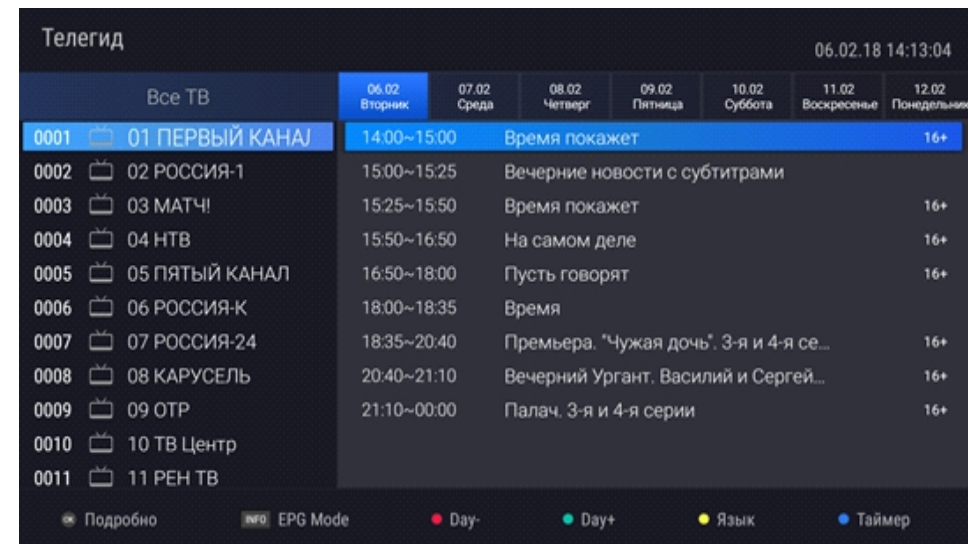 Телегид
06.02.18 14:13:04
Все ТВ
06.02 07.02 08.02 09.02 10.02 11.02 12.02
Вторник Среда Четверг Пятница Суббота Воскресенье Понедельник
0001 01 ПЕРВЫЙ КАНАЛ 14:00~15:00 Время покажет 16+
0002 02 РОССИЯ-1 15:00~15:25 Вечерние новости с субтитрами
0003 03 МАТЧ! 15:25~15:50 Время покажет 16+
0004 04 НТВ 15:50~16:50 На самом деле 16+
0005 05 ПЯТЫЙ КАНАЛ 16:50~18:00 Пусть говорят 16+
0006 06 РОССИЯ-К 18:00~18:35 Время
0007 07 РОССИЯ-24 18:35~20:40 Премьера. "Чужая дочь". 3-я и 4-я се... 16+
0008 08 КАРУСЕЛЬ 20:40~21:10 Вечерний Ургант. Василий и Сергей... 16+
0009 09 ОТР 21:10~00:00 Палач. 3-я и 4-я серии 16+
0010 10 ТВ Центр
0011 11 РЕН ТВ
OK Подробно INFO EPG Mode Day- Day+ Язык Таймер